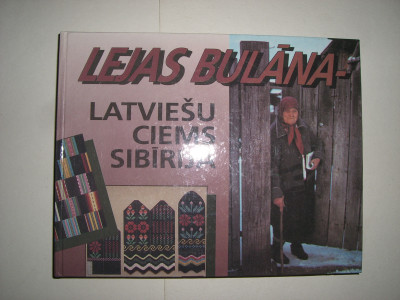 LEJAS BULĀNA-
LATVIEŠU
CIEMS
SIBĪRIJĀ